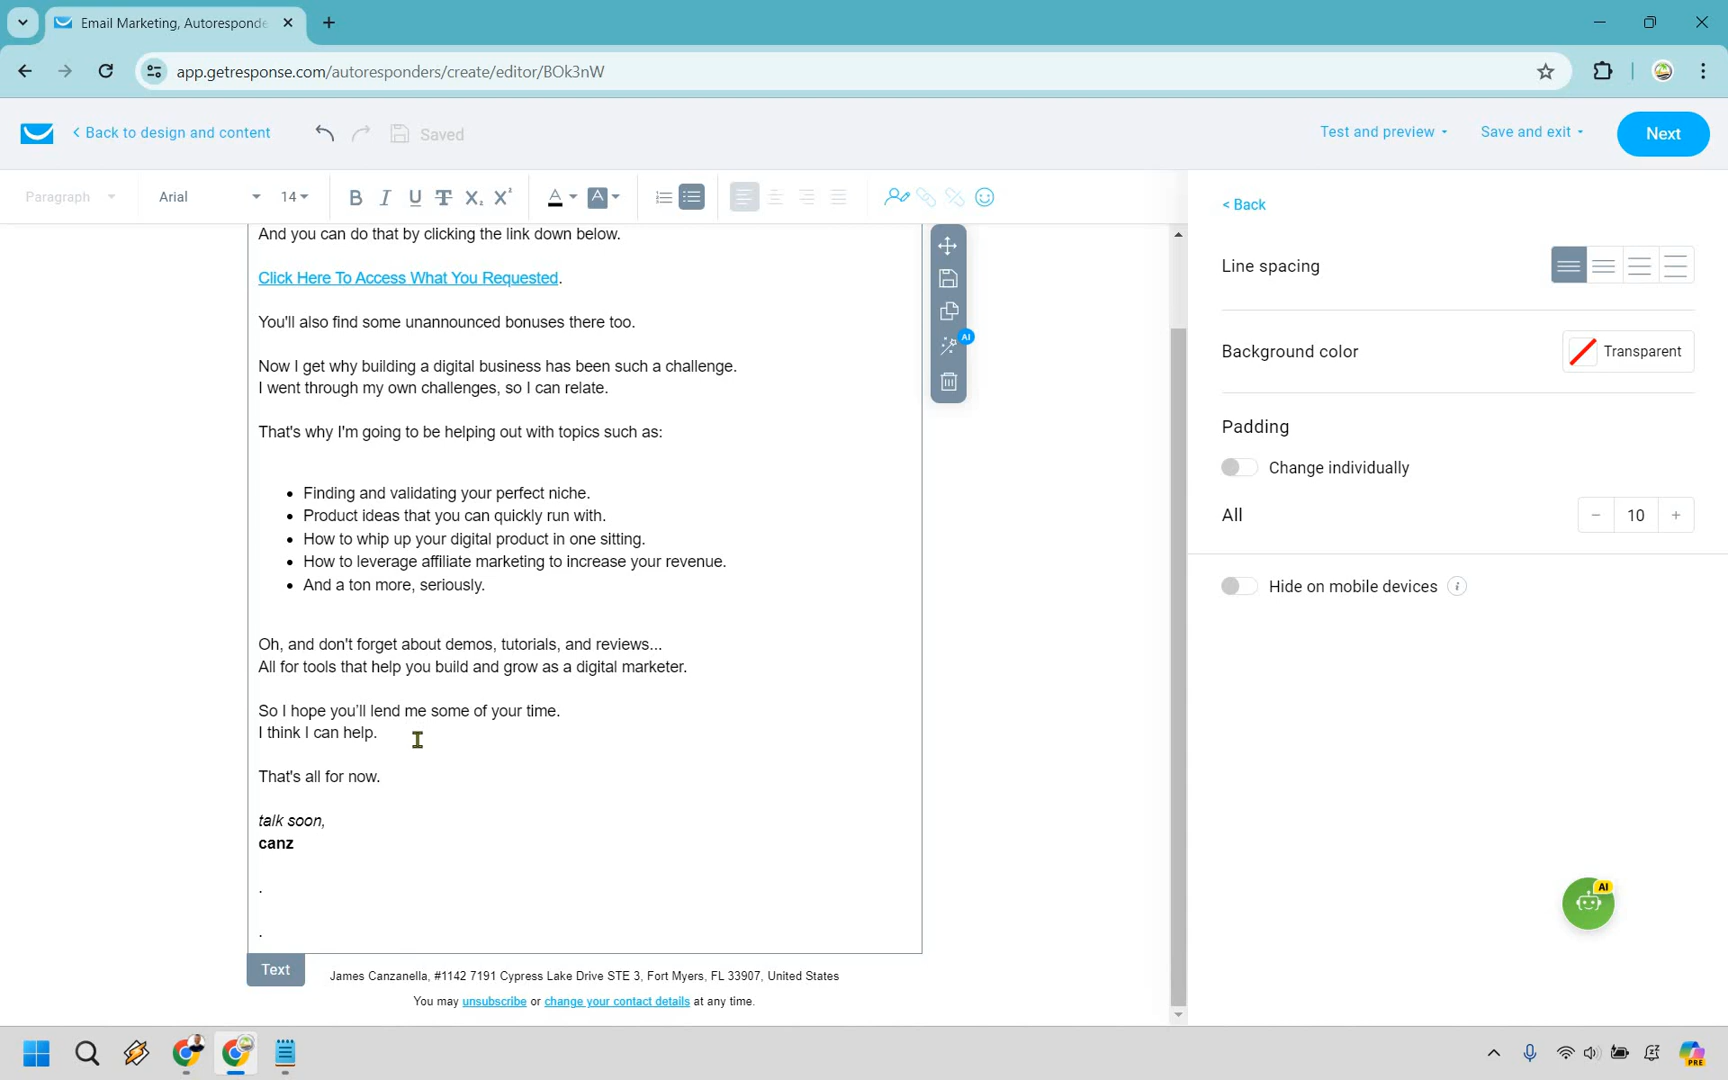 Email Marketing, Autoresponde
app.getresponse.com/autoresponders/create/editor/BOk3nW
< Back to design and content
Saved
Test and preview
Save and exit
Next
Paragraph
Arial
14
B I U T X, X²
A A
< Back
And you can do that by clicking the link down below.
Click Here To Access What You Requested.
You'll also find some unannounced bonuses there too.
Now I get why building a digital business has been such a challenge.
I went through my own challenges, so I can relate.
That's why I'm going to be helping out with topics such as:
• Finding and validating your perfect niche.
• Product ideas that you can quickly run with.
• How to whip up your digital product in one sitting.
• How to leverage affiliate marketing to increase your revenue.
• And a ton more, seriously.
Oh, and don't forget about demos, tutorials, and reviews...
All for tools that help you build and grow as a digital marketer.
So I hope you'll lend me some of your time.
I think I can help.
That's all for now.
talk soon,
canz
.
.
Text
James Canzanella, #1142 7191 Cypress Lake Drive STE 3, Fort Myers, FL 33907, United States
You may unsubscribe or change your contact details at any time.
AI
Line spacing
Background color
Transparent
Padding
Change individually
All
− 10 +
Hide on mobile devices i
AI
PRE